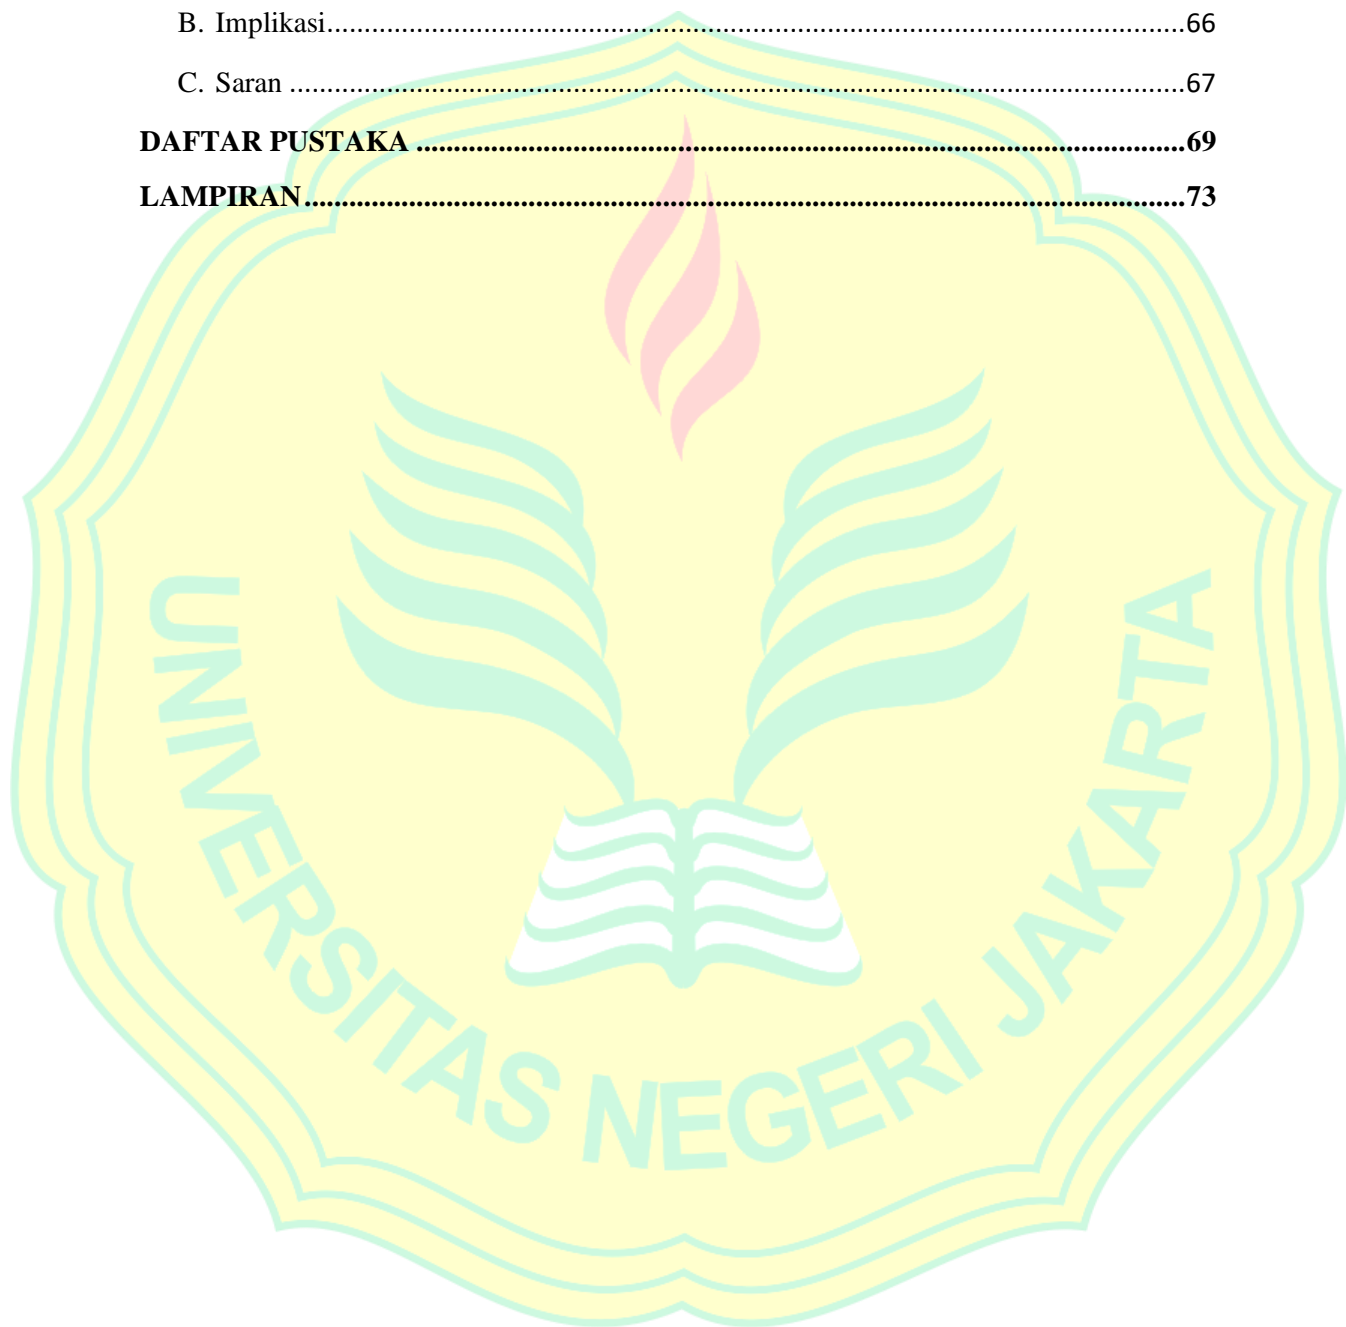 B. Implikasi...................................................................................................66
C. Saran .......................................................................................................67
DAFTAR PUSTAKA .........................................................................................69
LAMPIRAN......................................................................................................73
UNIVERSITAS NEGERI JAKARTA